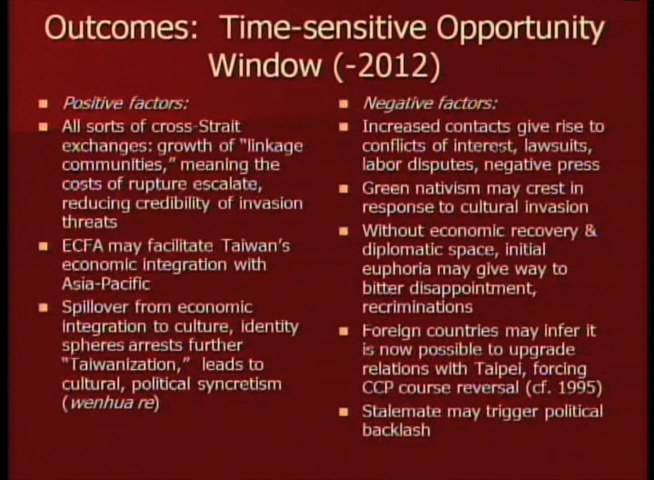 Outcomes: Time-sensitive Opportunity
Window (-2012)
Positive factors:
All sorts of cross-Strait
exchanges: growth of "linkage
communities," meaning the
costs of rupture escalate,
reducing credibility of invasion
threats
ECFA may facilitate Taiwan's
economic integration with
Asia-Pacific
Spillover from economic
integration to culture, identity
spheres arrests further
"Taiwanization," leads to
cultural, political syncretism
(wenhua re)
Negative factors:
Increased contacts give rise to
conflicts of interest, lawsuits,
labor disputes, negative press
Green nativism may crest in
response to cultural invasion
Without economic recovery &
diplomatic space, initial
euphoria may give way to
bitter disappointment,
recriminations
Foreign countries may infer it
is now possible to upgrade
relations with Taipei, forcing
CCP course reversal (cf. 1995)
Stalemate may trigger political
backlash